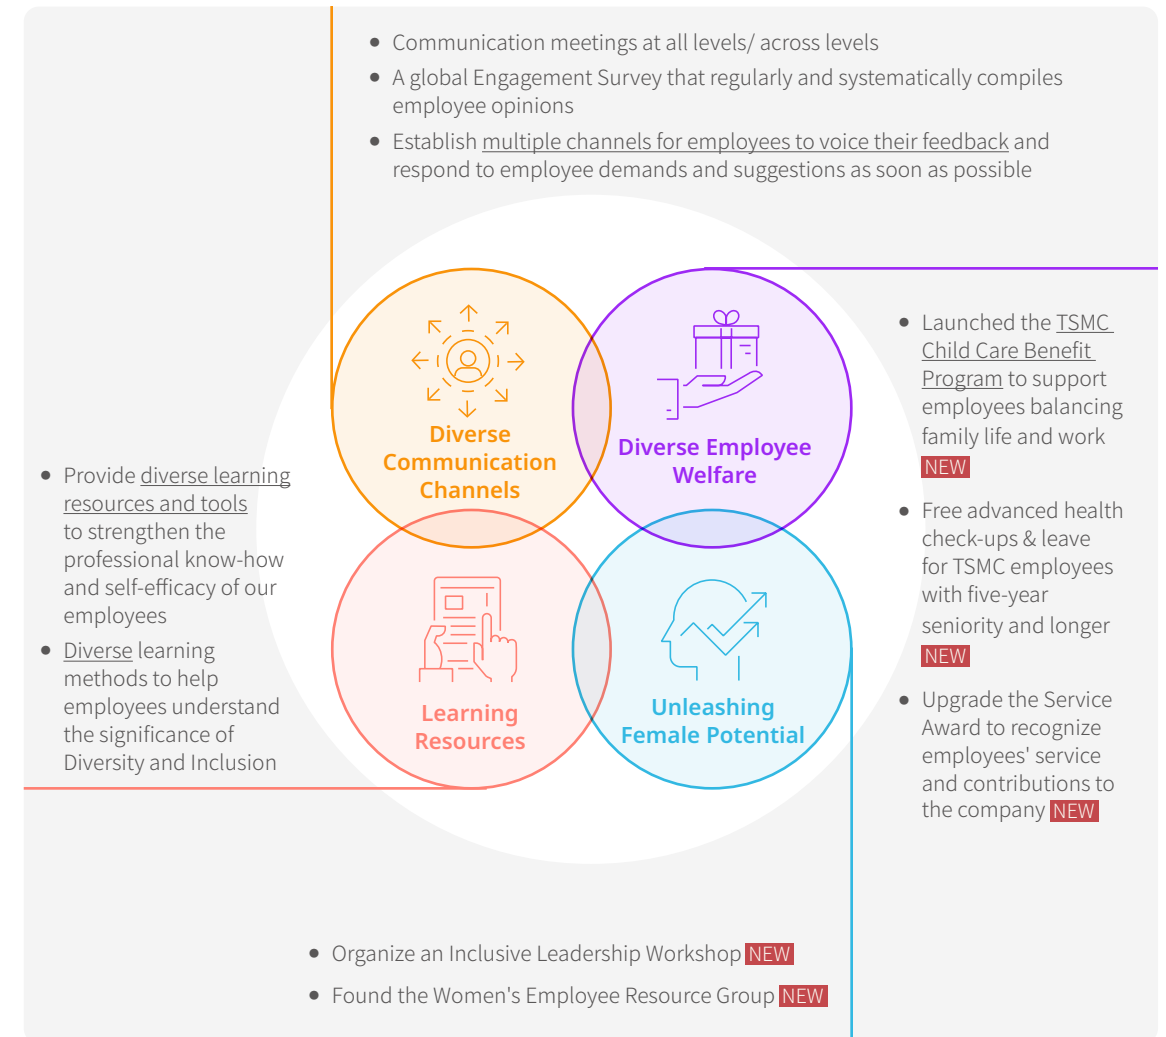 • Communication meetings at all levels/ across levels
• A global Engagement Survey that regularly and systematically compiles
employee opinions
• Establish multiple channels for employees to voice their feedback and
respond to employee demands and suggestions as soon as possible
Diverse
Communication
Channels
Diverse Employee
Welfare
• Launched the TSMC
Child Care Benefit
Program to support
employees balancing
family life and work
NEW
• Free advanced health
check-ups & leave
for TSMC employees
with five-year
seniority and longer
NEW
• Upgrade the Service
Award to recognize
employees' service
and contributions to
the company NEW
• Provide diverse learning
resources and tools
to strengthen the
professional know-how
and self-efficacy of our
employees
• Diverse learning
methods to help
employees understand
the significance of
Diversity and Inclusion
Learning
Resources
Unleashing
Female Potential
• Organize an Inclusive Leadership Workshop NEW
• Found the Women's Employee Resource Group NEW